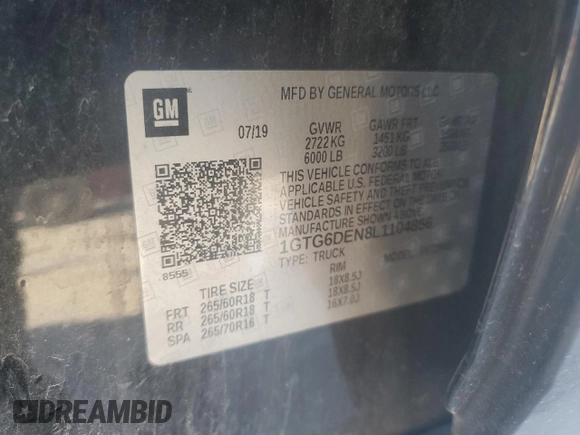 GM
MFD BY GENERAL MOTORS LLC
07/19 GVWR GAWR FRT
2722 KG 1451 KG
6000 LB 3200 LB
THIS VEHICLE CONFORMS TO ALL
APPLICABLE U.S. FEDERAL MOTOR
VEHICLE SAFETY AND THEFT PREVENTION
STANDARDS IN EFFECT ON THE DATE OF
MANUFACTURE SHOWN ABOVE.
1GTG6DEN8L1104856
TYPE: TRUCK
8555
TIRE SIZE RIM
FRT 265/60R18 T 18X8.5J
RR 265/60R18 T 18X8.5J
SPA 265/70R16 T 16X7.0J
DREAMBID